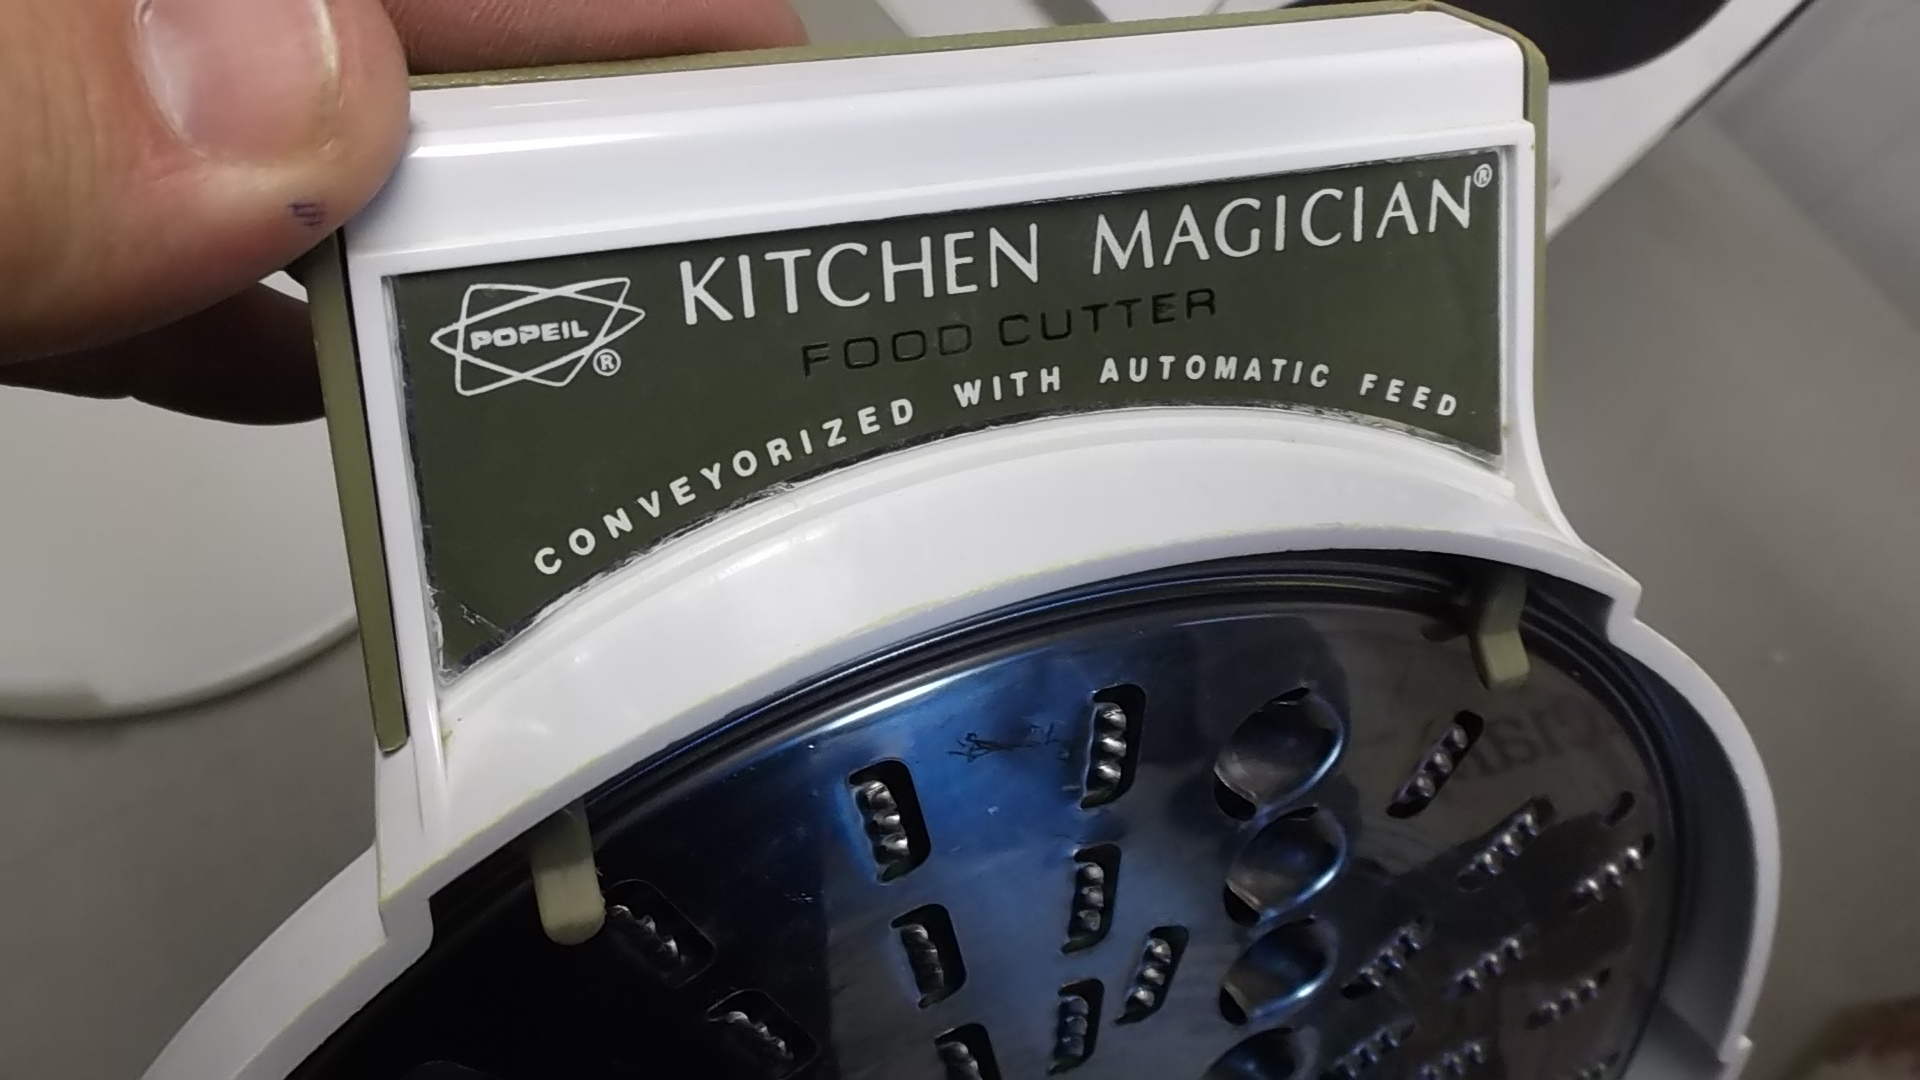 POPEIL®
KITCHEN MAGICIAN®
FOOD CUTTER
CONVEYORIZED WITH AUTOMATIC FEED